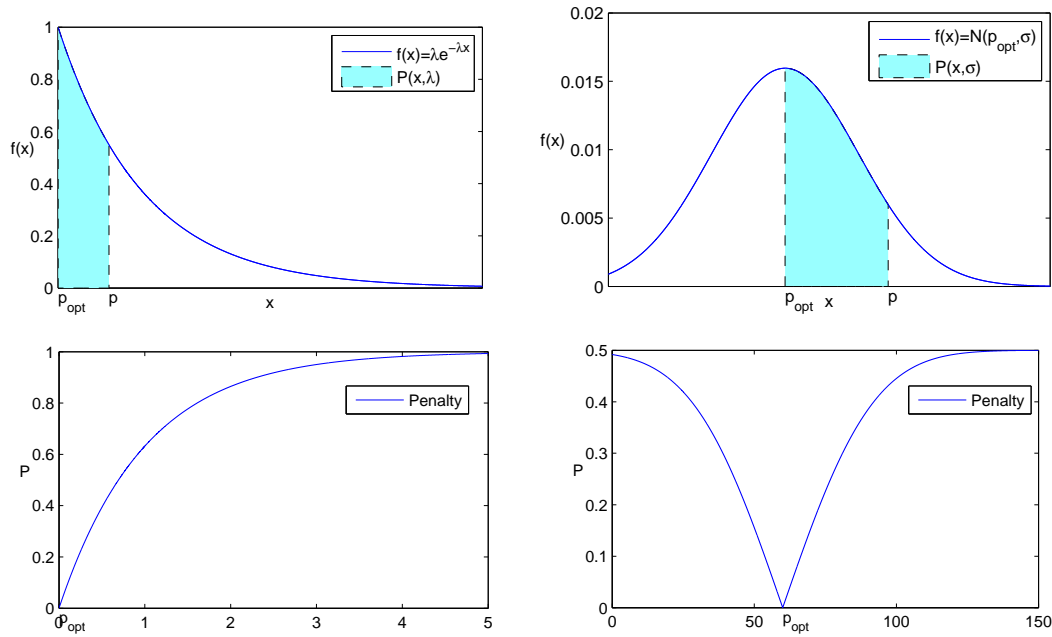 1
0.8
0.6
f(x)
0.4
0.2
0
p_opt
p
x
f(x)=λe^−λx
P(x,λ)
0.02
0.015
0.01
f(x)
0.005
0
p_opt
x
p
f(x)=N(p_opt,σ)
P(x,σ)
1
0.8
0.6
P
0.4
0.2
0
0 1 2 3 4 5
p_opt
Penalty
0.5
0.4
0.3
P
0.2
0.1
0
0 50 100 150
p_opt
Penalty